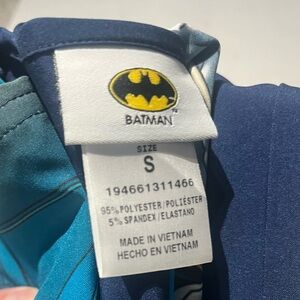 BATMAN
SIZE
S
194661311466
95% POLYESTER/POLIÉSTER
5% SPANDEX/ELASTANO
MADE IN VIETNAM
HECHO EN VIETNAM